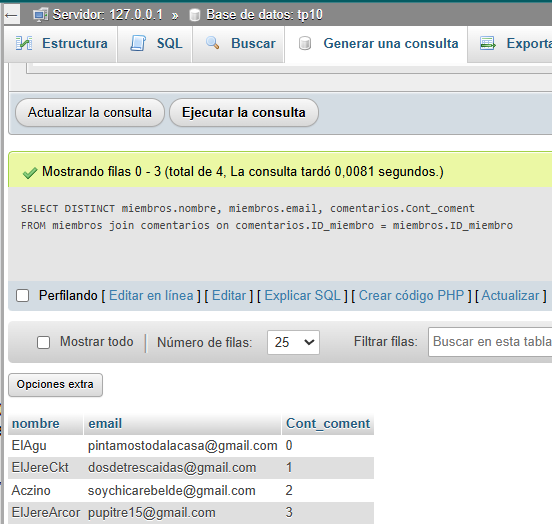 Servidor: 127.0.0.1 » Base de datos: tp10
Estructura SQL Buscar Generar una consulta Exporta
Actualizar la consulta Ejecutar la consulta
Mostrando filas 0 - 3 (total de 4, La consulta tardó 0,0081 segundos.)
SELECT DISTINCT miembros.nombre, miembros.email, comentarios.Cont_coment
FROM miembros join comentarios on comentarios.ID_miembro = miembros.ID_miembro
Perfilando [ Editar en línea ] [ Editar ] [ Explicar SQL ] [ Crear código PHP ] [ Actualizar ]
Mostrar todo Número de filas: 25 Filtrar filas: Buscar en esta tabla
Opciones extra
nombre email Cont_coment
ElAgu pintamostodalacasa@gmail.com 0
ElJereCkt dosdetrescaidas@gmail.com 1
Aczino soychicarebelde@gmail.com 2
ElJereArcor pupitre15@gmail.com 3